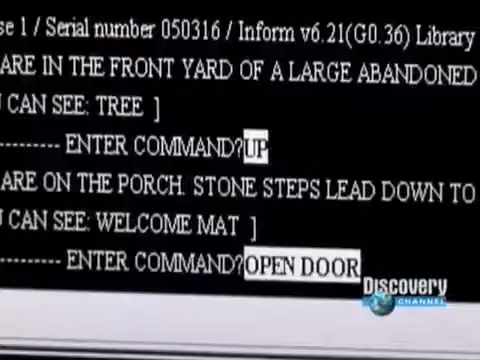 se 1 / Serial number 050316 / Inform v6.21(G0.36) Library
ARE IN THE FRONT YARD OF A LARGE ABANDONED
CAN SEE: TREE ]
--------- ENTER COMMAND?UP
ARE ON THE PORCH. STONE STEPS LEAD DOWN TO
CAN SEE: WELCOME MAT ]
--------- ENTER COMMAND?OPEN DOOR
Discovery
CHANNEL